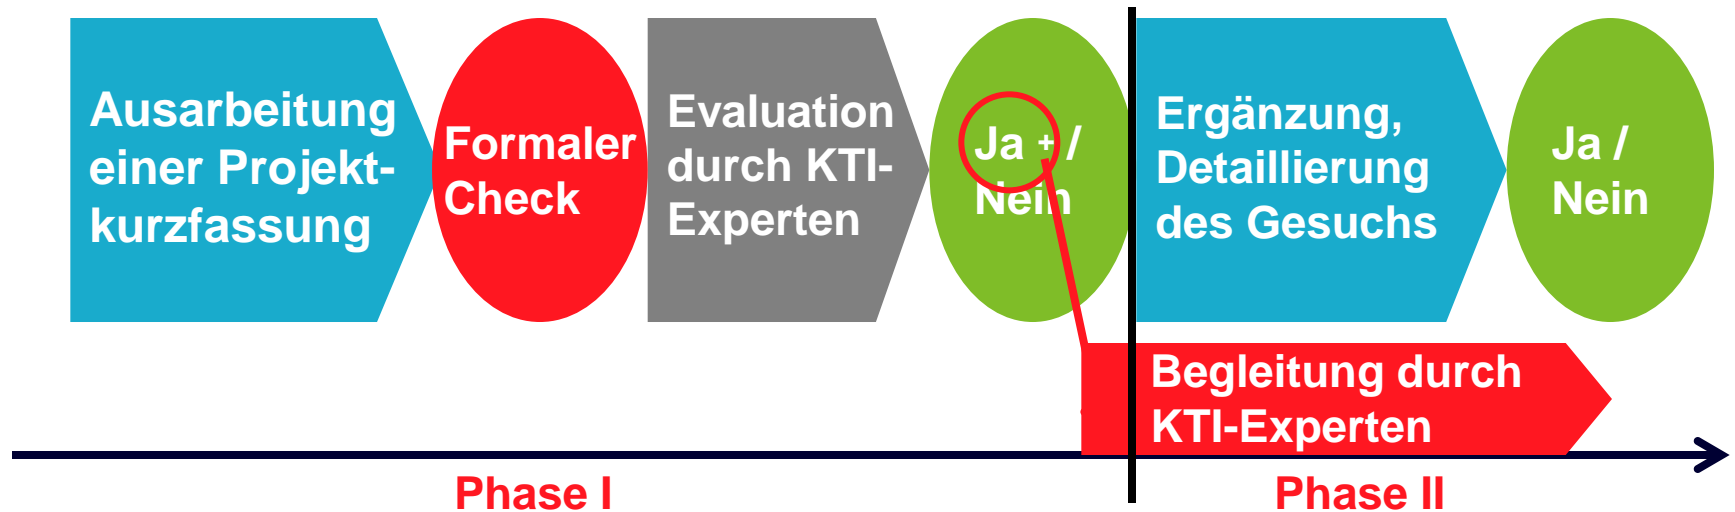 Ausarbeitung
einer Projekt-
kurzfassung
Formaler
Check
Evaluation
durch KTI-
Experten
Ja + /
Nein
Ergänzung,
Detaillierung
des Gesuchs
Ja /
Nein
Begleitung durch
KTI-Experten
Phase I
Phase II